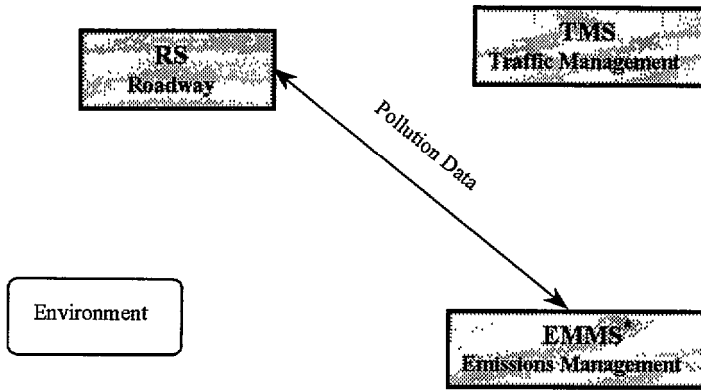 RS
Roadway
TMS
Traffic Management
Pollution Data
Environment
EMMS*
Emissions Management